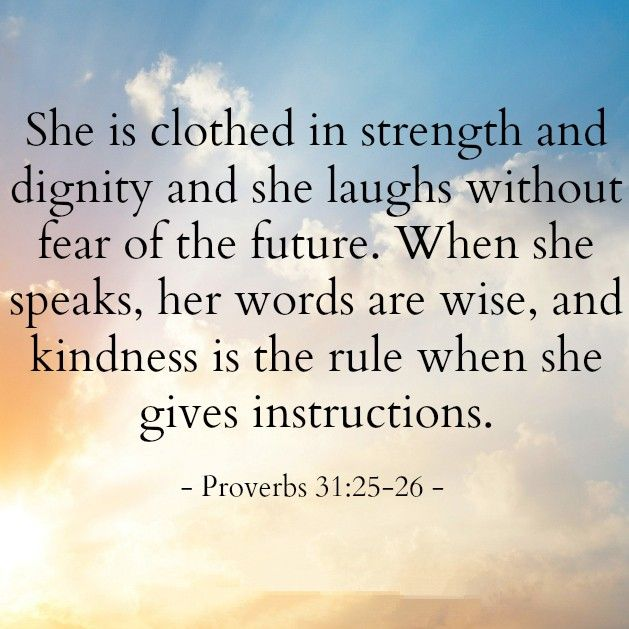 She is clothed in strength and
dignity and she laughs without
fear of the future. When she
speaks, her words are wise, and
kindness is the rule when she
gives instructions.
- Proverbs 31:25-26 -